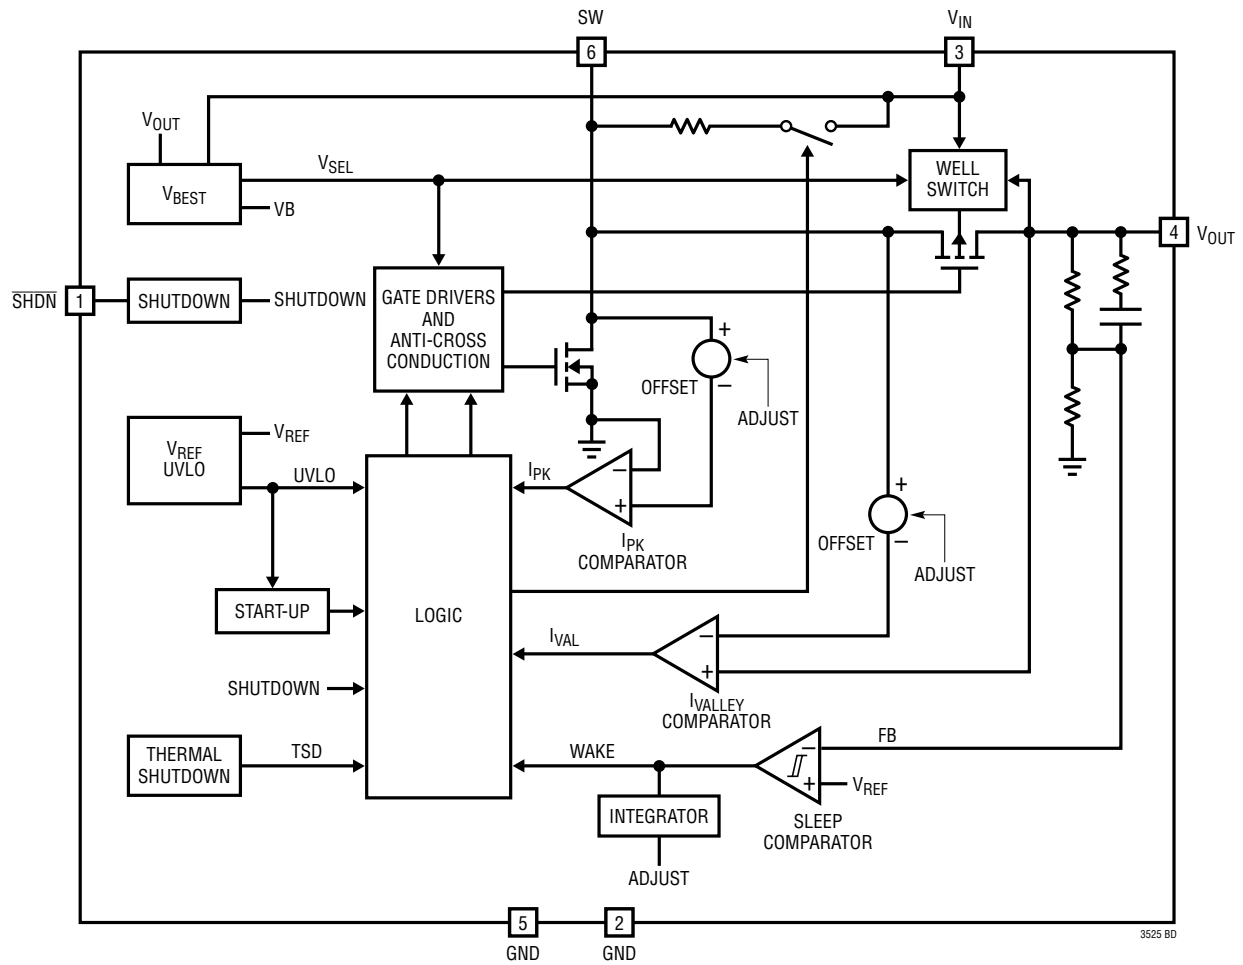 SW
6
VIN
3
VOUT
VBEST
VSEL
VB
WELL
SWITCH
4
VOUT
SHDN
1
SHUTDOWN
SHUTDOWN
GATE DRIVERS
AND
ANTI-CROSS
CONDUCTION
+
OFFSET
–
ADJUST
VREF
UVLO
VREF
UVLO
IPK
–
+
IPK
COMPARATOR
+
OFFSET
–
ADJUST
START-UP
LOGIC
IVAL
–
+
IVALLEY
COMPARATOR
SHUTDOWN
THERMAL
SHUTDOWN
TSD
WAKE
–
+
FB
VREF
SLEEP
COMPARATOR
INTEGRATOR
ADJUST
5
GND
2
GND
3525 BD